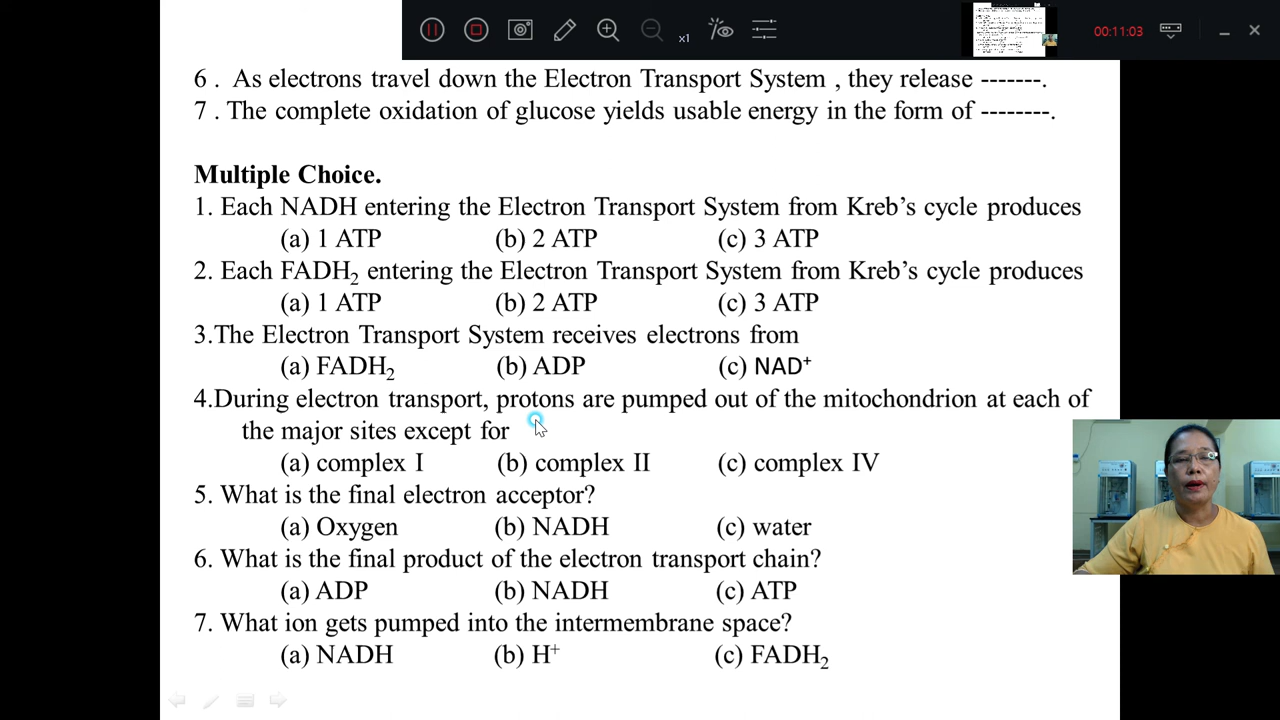 x1
00:11:03
6 . As electrons travel down the Electron Transport System , they release -------.
7 . The complete oxidation of glucose yields usable energy in the form of --------.
Multiple Choice.
1. Each NADH entering the Electron Transport System from Kreb’s cycle produces
(a) 1 ATP (b) 2 ATP (c) 3 ATP
2. Each FADH₂ entering the Electron Transport System from Kreb’s cycle produces
(a) 1 ATP (b) 2 ATP (c) 3 ATP
3.The Electron Transport System receives electrons from
(a) FADH₂ (b) ADP (c) NAD⁺
4.During electron transport, protons are pumped out of the mitochondrion at each of
the major sites except for
(a) complex I (b) complex II (c) complex IV
5. What is the final electron acceptor?
(a) Oxygen (b) NADH (c) water
6. What is the final product of the electron transport chain?
(a) ADP (b) NADH (c) ATP
7. What ion gets pumped into the intermembrane space?
(a) NADH (b) H⁺ (c) FADH₂